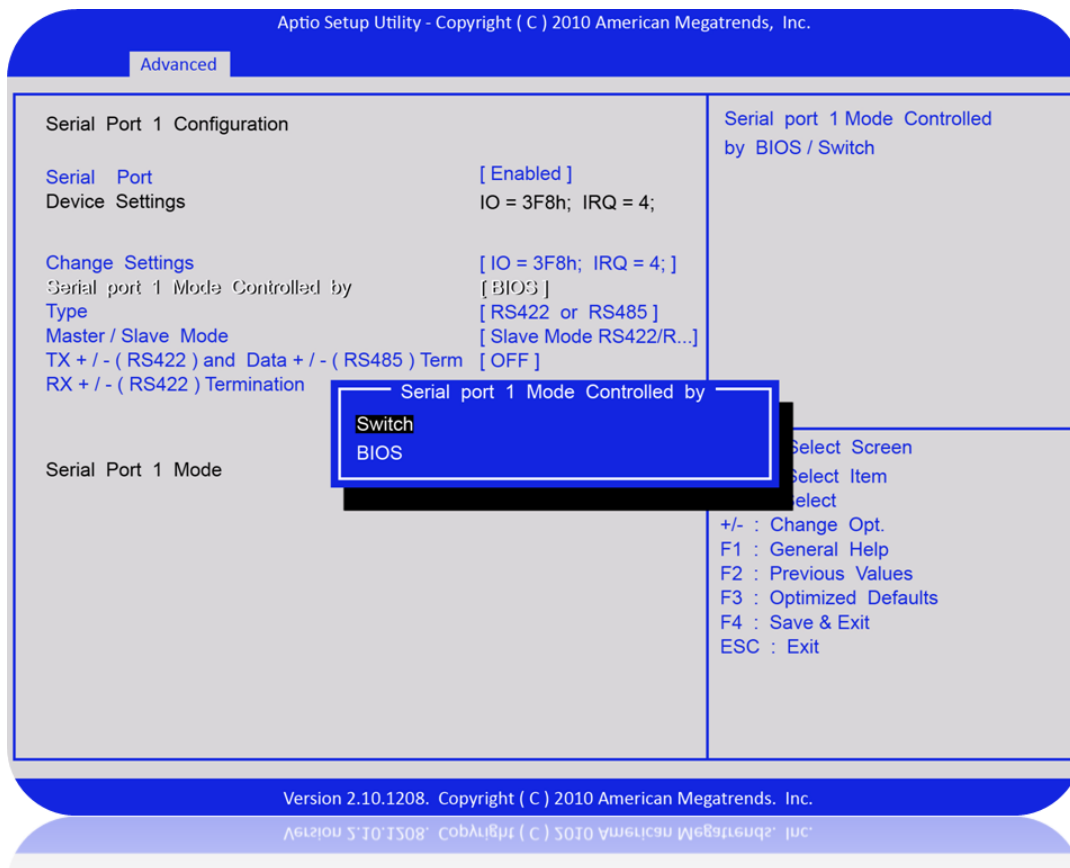 Aptio Setup Utility - Copyright ( C ) 2010 American Megatrends, Inc.
Advanced
Serial Port 1 Configuration
Serial Port [ Enabled ]
Device Settings IO = 3F8h; IRQ = 4;
Change Settings [ IO = 3F8h; IRQ = 4; ]
Serial port 1 Mode Controlled by [ BIOS ]
Type [ RS422 or RS485 ]
Master / Slave Mode [ Slave Mode RS422/R...]
TX + / - ( RS422 ) and Data + / - ( RS485 ) Term [ OFF ]
RX + / - ( RS422 ) Termination
Serial Port 1 Mode
Serial port 1 Mode Controlled by
Switch
BIOS
Serial port 1 Mode Controlled
by BIOS / Switch
Select Screen
Select Item
Select
+/- : Change Opt.
F1 : General Help
F2 : Previous Values
F3 : Optimized Defaults
F4 : Save & Exit
ESC : Exit
Version 2.10.1208. Copyright ( C ) 2010 American Megatrends. Inc.